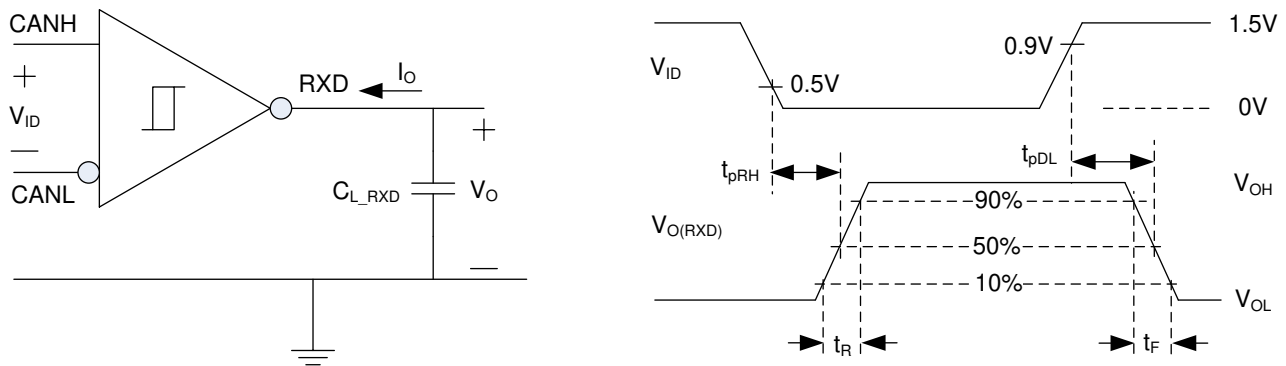 CANH
+
V_ID
—
CANL
RXD
I_O
C_L_RXD
+
V_O
—
V_ID
0.5V
0.9V
1.5V
0V
t_pRH
t_pDL
V_O(RXD)
90%
50%
10%
V_OH
V_OL
t_R
t_F